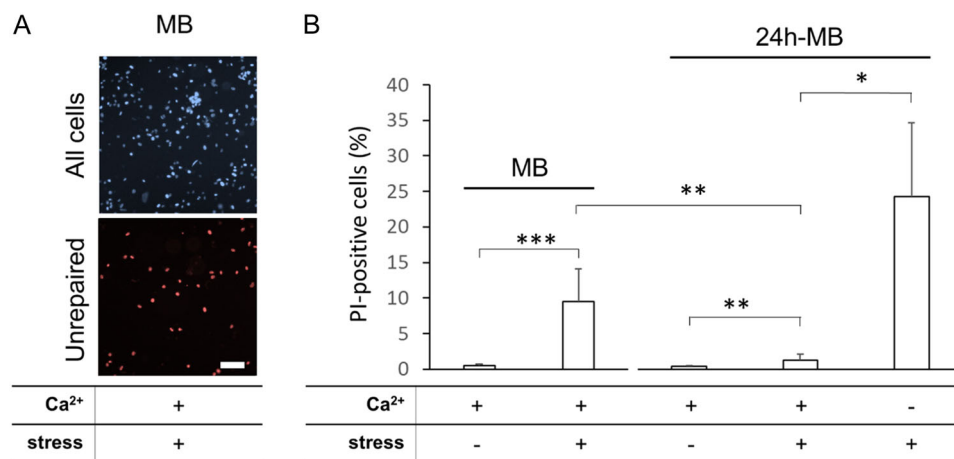 A
MB
All cells
Unrepaired
Ca²⁺ +
stress +
B
24h-MB
MB
PI-positive cells (%)
40
35
30
25
20
15
10
5
0
*
**
***
**
Ca²⁺ + + + + -
stress - + - + +